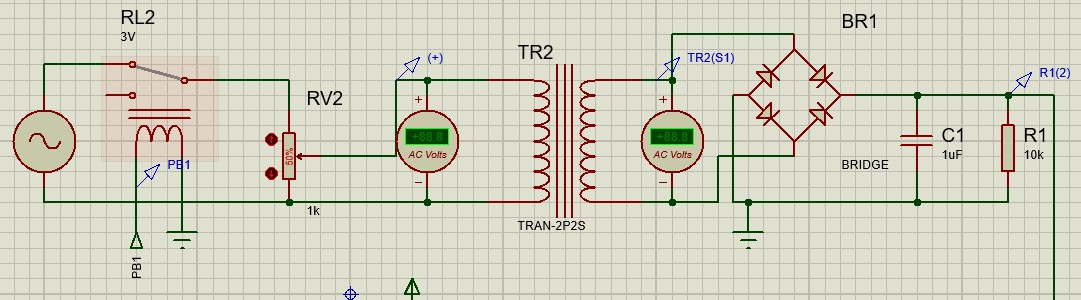 RL2
3V
BR1
(+)
TR2
TR2(S1)
R1(2)
RV2
+88.8
AC Volts
+88.8
AC Volts
50%
PB1
C1
1uF
R1
10k
BRIDGE
1k
TRAN-2P2S
PB1